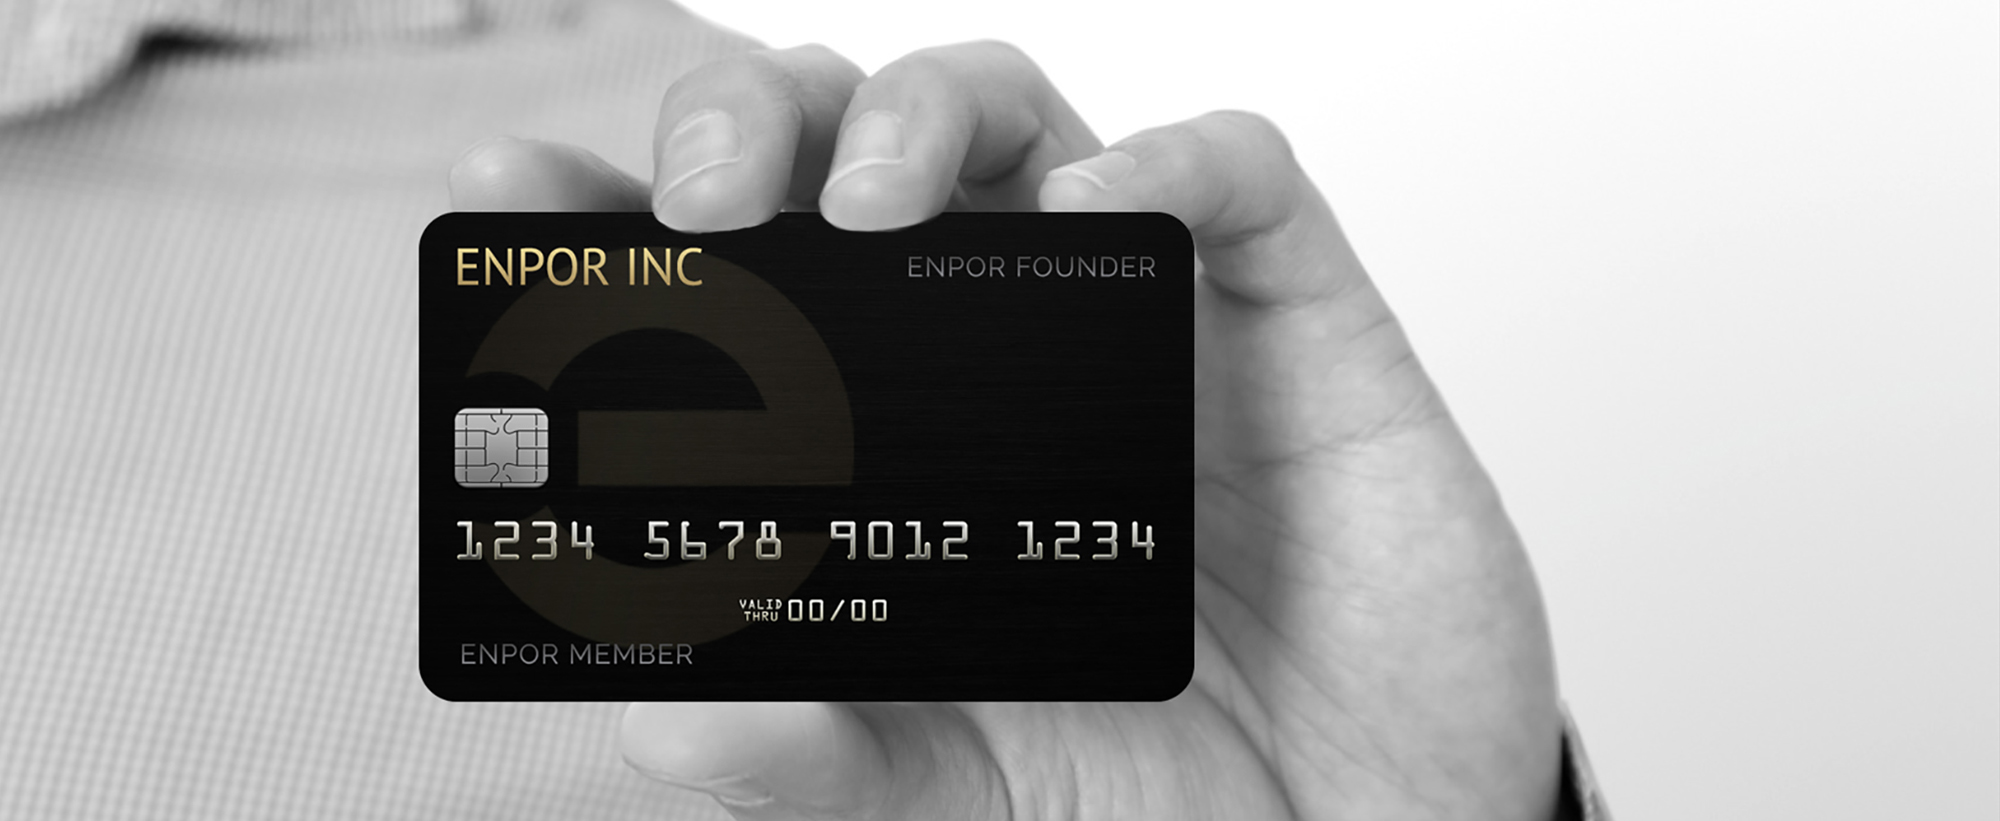 ENPOR INC
ENPOR FOUNDER
1234 5678 9012 1234
VALID THRU 00/00
ENPOR MEMBER